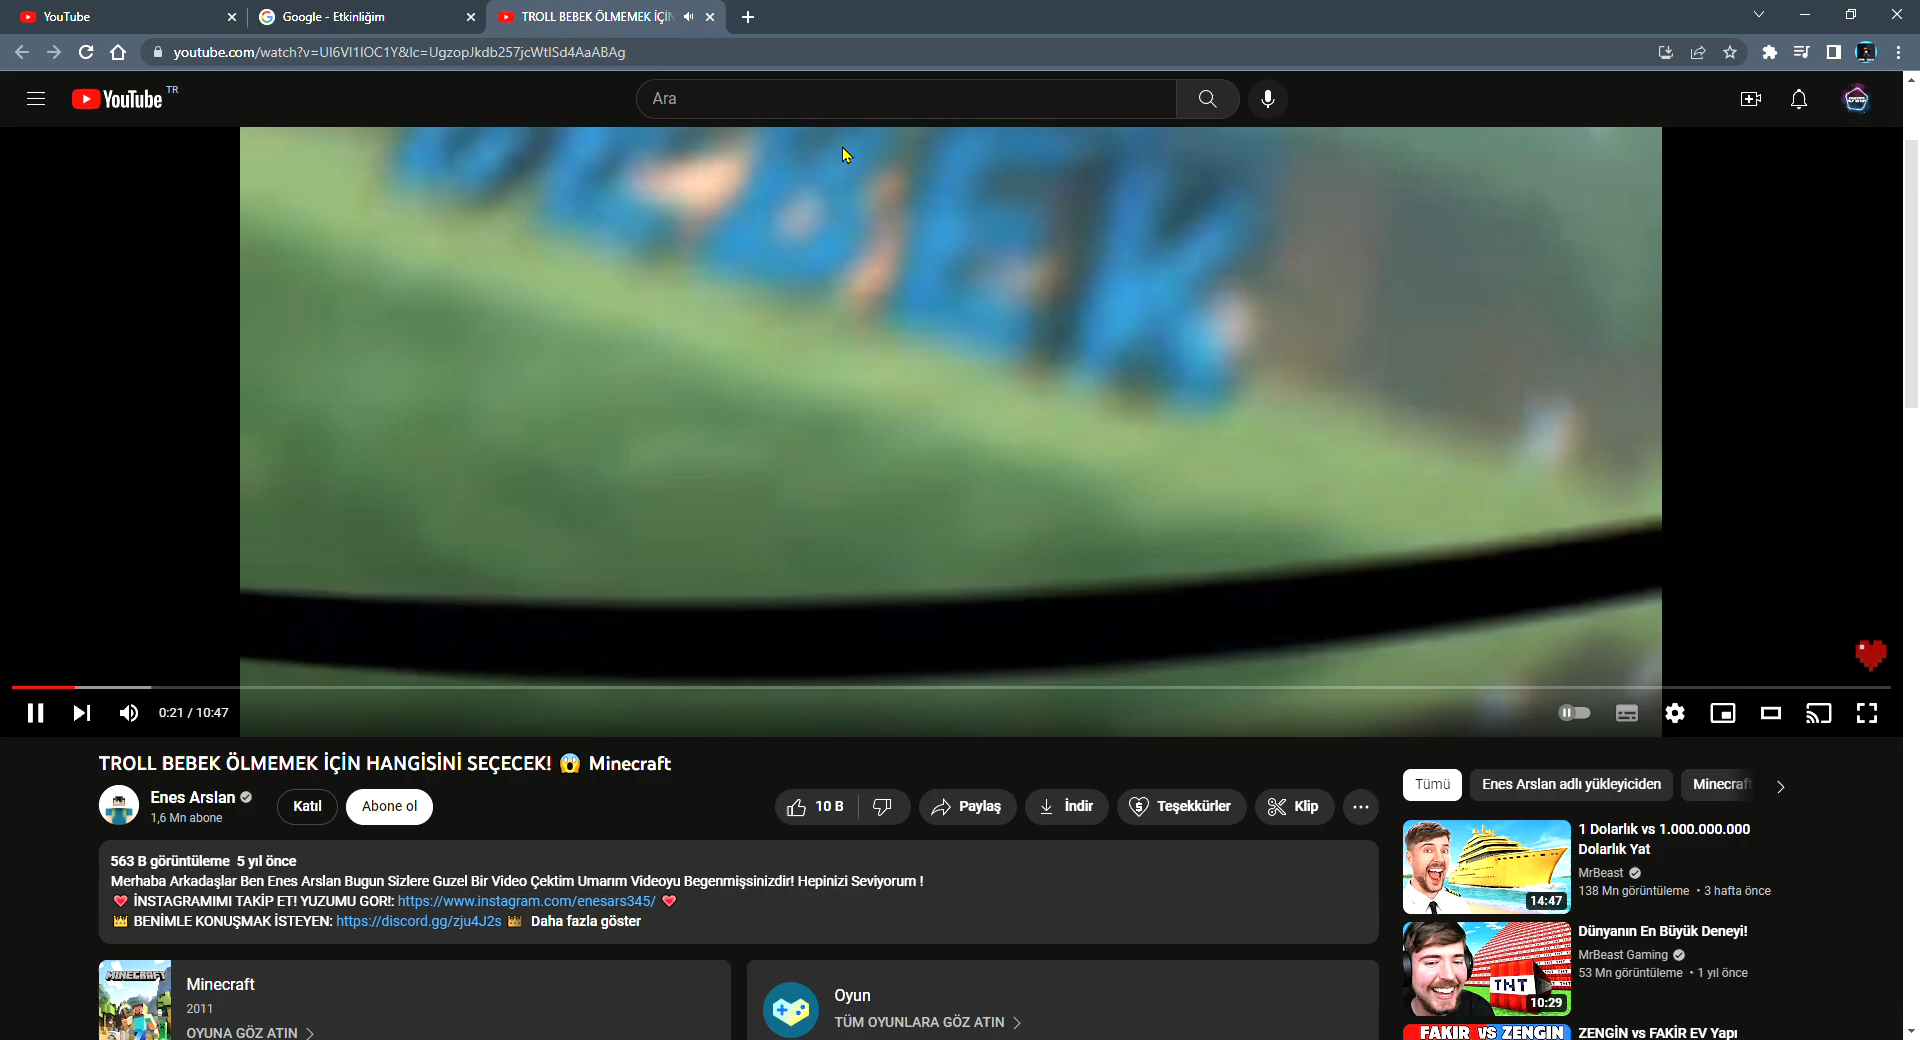 YouTube
Google - Etkinliğim
TROLL BEBEK ÖLMEMEK İÇİN
youtube.com/watch?v=UI6VI1IOC1Y&lc=UgzopJkdb257jcWtISd4AaABAg
YouTube TR
Ara
BEBEK
0:21 / 10:47
TROLL BEBEK ÖLMEMEK İÇİN HANGİSİNİ SEÇECEK! 😱 Minecraft
Enes Arslan
1,6 Mn abone
Katıl
Abone ol
10 B
Paylaş
İndir
Teşekkürler
Klip
563 B görüntüleme 5 yıl önce
Merhaba Arkadaşlar Ben Enes Arslan Bugun Sizlere Guzel Bir Video Çektim Umarım Videoyu Begenmişsinizdir! Hepinizi Seviyorum !
❤️ İNSTAGRAMIMI TAKİP ET! YUZUMU GOR!: https://www.instagram.com/enesars345/ ❤️
👑 BENİMLE KONUŞMAK İSTEYEN: https://discord.gg/zju4J2s 👑 Daha fazla göster
MINECRAFT
Minecraft
2011
OYUNA GÖZ ATIN
Oyun
TÜM OYUNLARA GÖZ ATIN
Tümü
Enes Arslan adlı yükleyiciden
Minecraft
14:47
1 Dolarlık vs 1.000.000.000
Dolarlık Yat
MrBeast
138 Mn görüntüleme • 3 hafta önce
TNT
10:29
Dünyanın En Büyük Deneyi!
MrBeast Gaming
53 Mn görüntüleme • 1 yıl önce
FAKIR VS ZENGIN
ZENGİN vs FAKİR EV Yapı